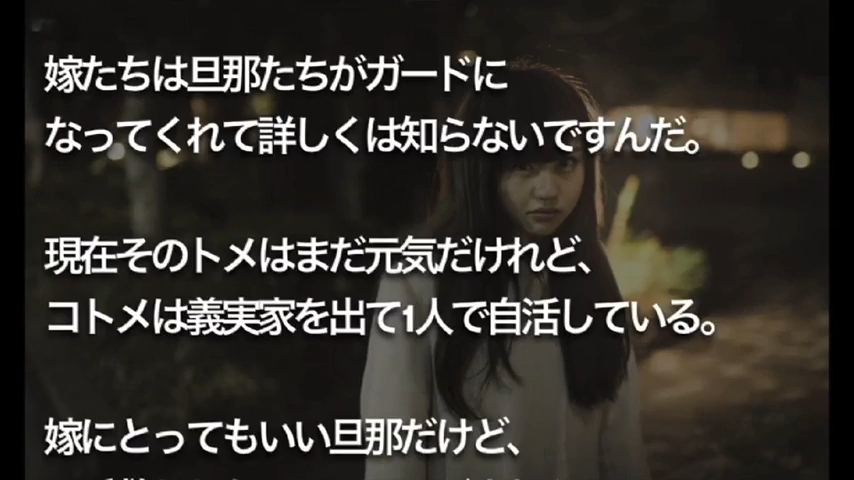 嫁たちは旦那たちがガードに
なってくれて詳しくは知らないですんだ。
現在そのトメはまだ元気だけれど、
コトメは義実家を出て1人で自活している。
嫁にとってもいい旦那だけど、